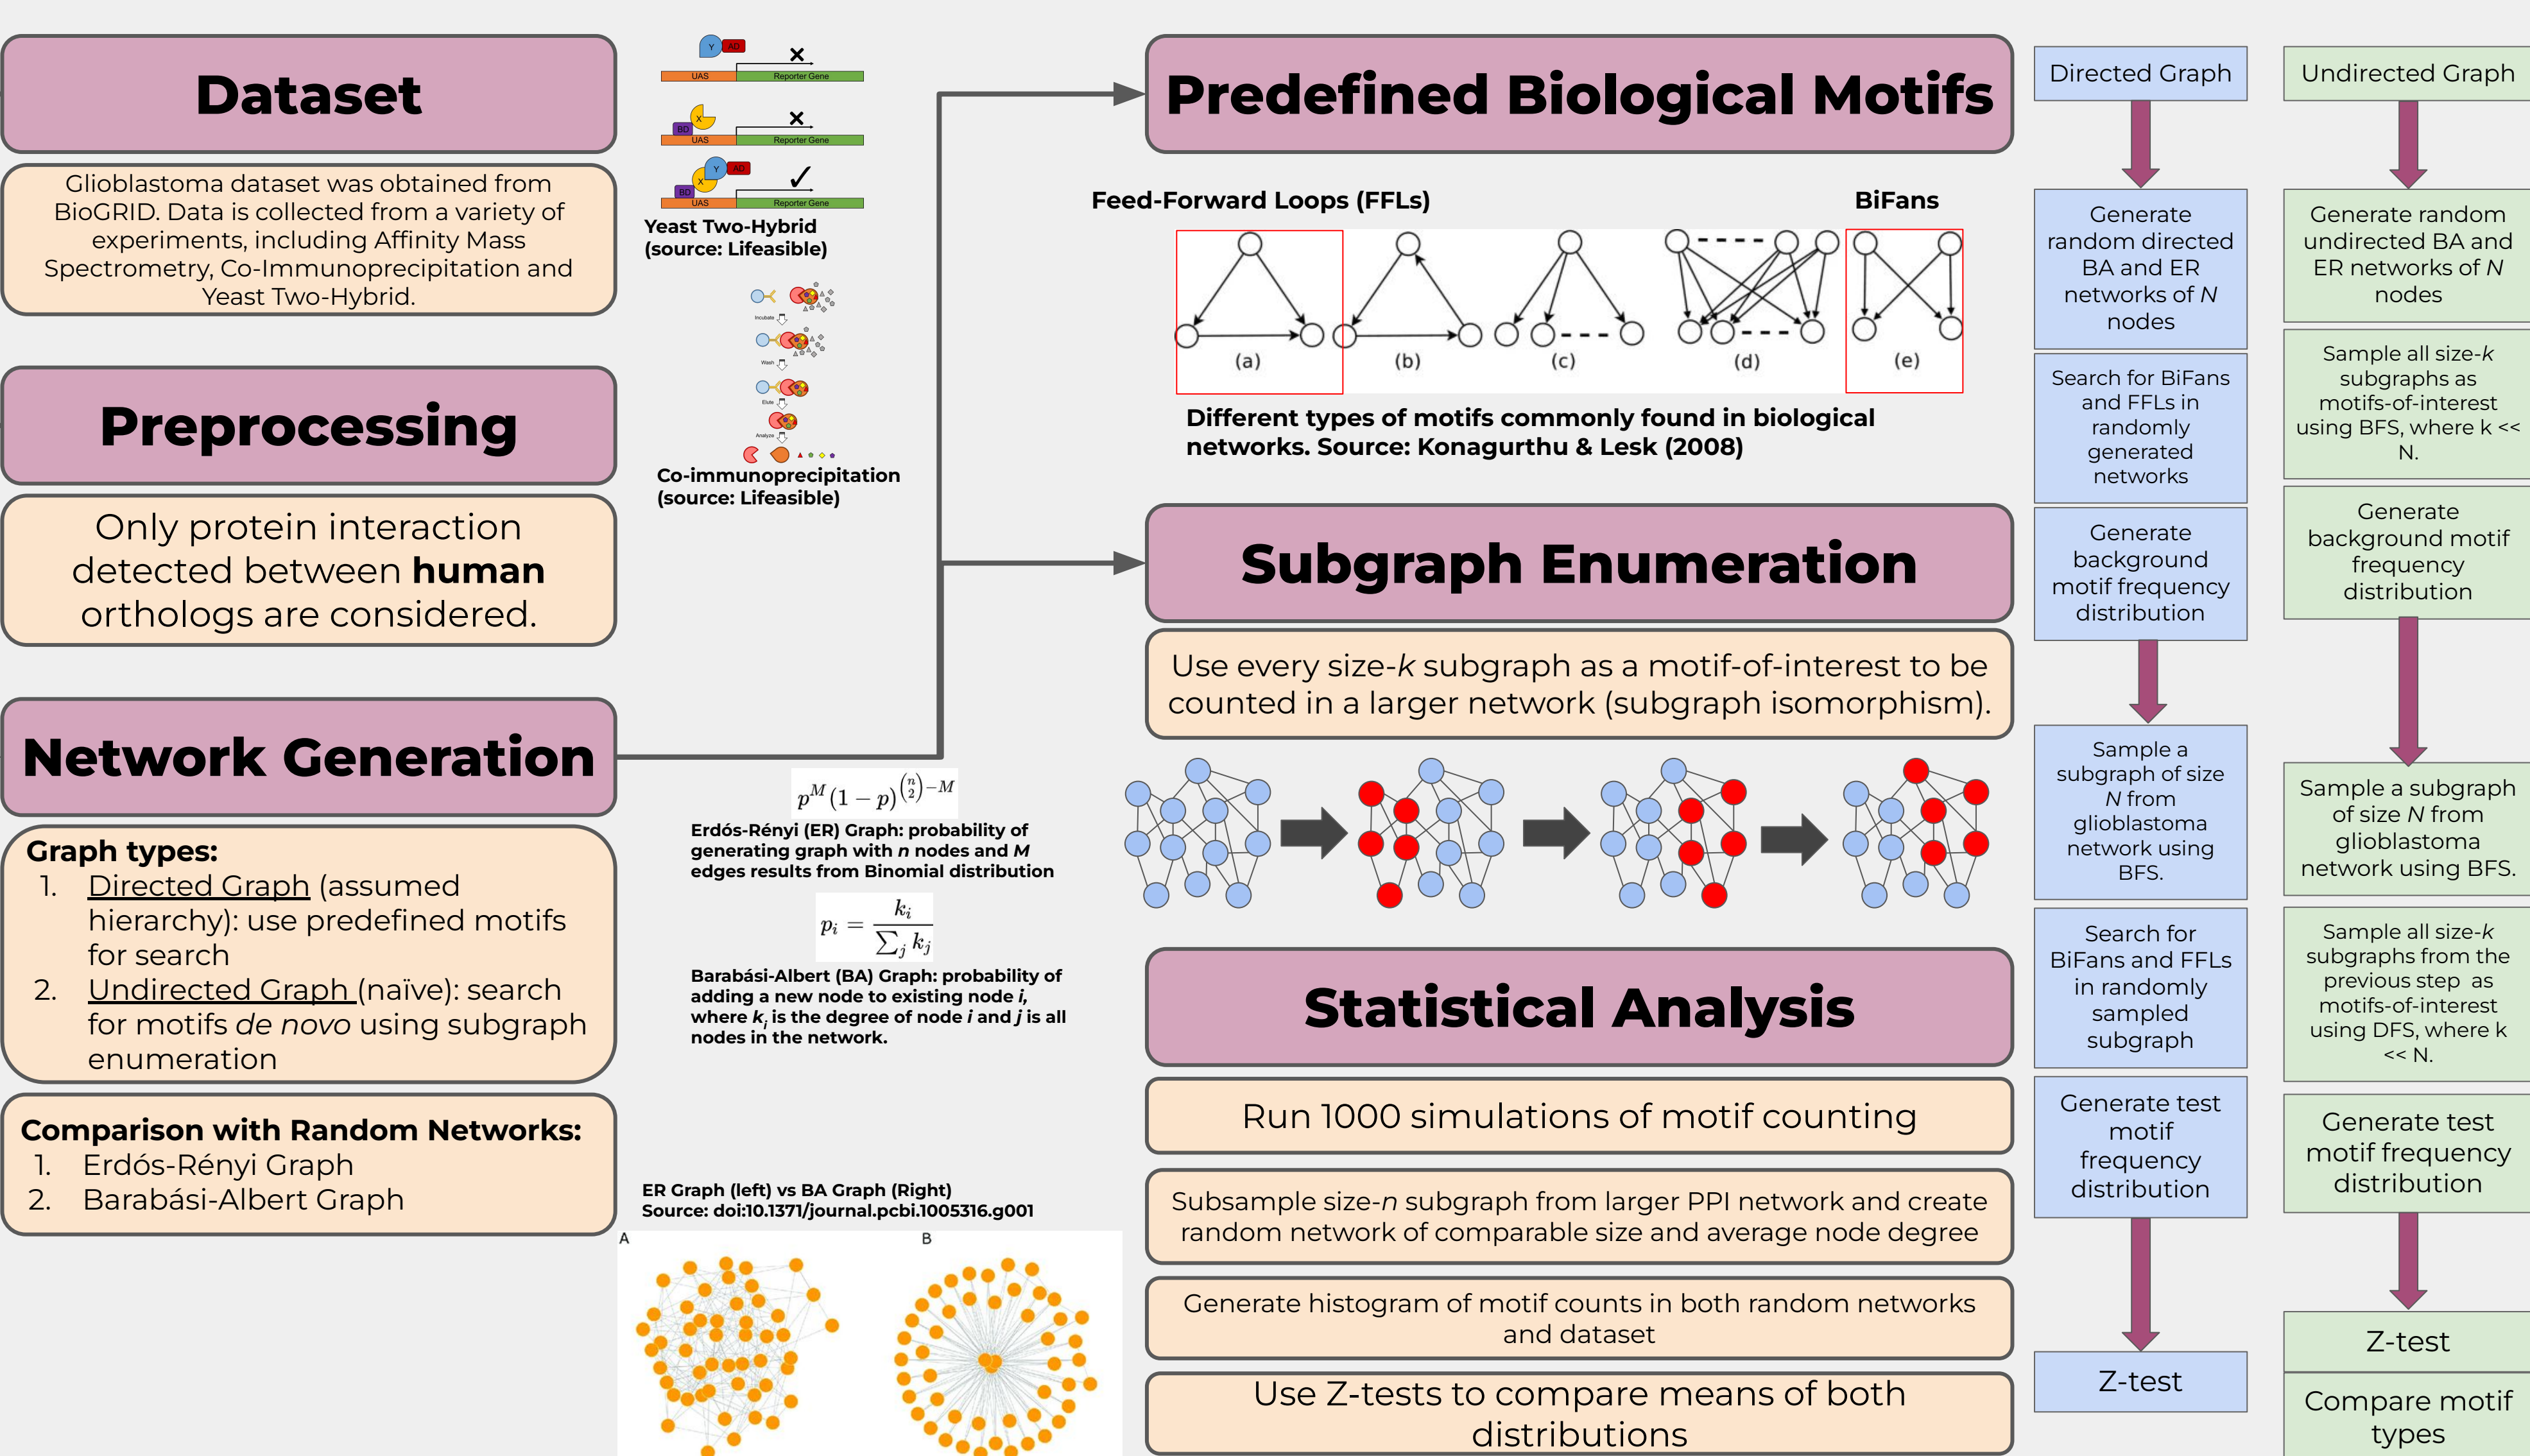 Dataset
Glioblastoma dataset was obtained from
BioGRID. Data is collected from a variety of
experiments, including Affinity Mass
Spectrometry, Co-Immunoprecipitation and
Yeast Two-Hybrid.
Preprocessing
Only protein interaction
detected between human
orthologs are considered.
Network Generation
Graph types:
1. Directed Graph (assumed
hierarchy): use predefined motifs
for search
2. Undirected Graph (naïve): search
for motifs de novo using subgraph
enumeration
Comparison with Random Networks:
1. Erdós-Rényi Graph
2. Barabási-Albert Graph
Y AD
UAS Reporter Gene
X
BD
UAS Reporter Gene
Y AD
X
BD
UAS Reporter Gene
Yeast Two-Hybrid
(source: Lifeasible)
Incubate
Wash
Elute
Analyze
Co-immunoprecipitation
(source: Lifeasible)
p^M (1 − p)^{\binom{n}{2} − M}
Erdós-Rényi (ER) Graph: probability of
generating graph with n nodes and M
edges results from Binomial distribution
p_i = \frac{k_i}{\sum_j k_j}
Barabási-Albert (BA) Graph: probability of
adding a new node to existing node i,
where k_i is the degree of node i and j is all
nodes in the network.
ER Graph (left) vs BA Graph (Right)
Source: doi:10.1371/journal.pcbi.1005316.g001
A B
Predefined Biological Motifs
Feed-Forward Loops (FFLs) BiFans
(a) (b) (c) (d) (e)
Different types of motifs commonly found in biological
networks. Source: Konagurthu & Lesk (2008)
Subgraph Enumeration
Use every size-k subgraph as a motif-of-interest to be
counted in a larger network (subgraph isomorphism).
Statistical Analysis
Run 1000 simulations of motif counting
Subsample size-n subgraph from larger PPI network and create
random network of comparable size and average node degree
Generate histogram of motif counts in both random networks
and dataset
Use Z-tests to compare means of both
distributions
Directed Graph
Generate
random directed
BA and ER
networks of N
nodes
Search for BiFans
and FFLs in
randomly
generated
networks
Generate
background
motif frequency
distribution
Sample a
subgraph of size
N from
glioblastoma
network using
BFS.
Search for
BiFans and FFLs
in randomly
sampled
subgraph
Generate test
motif
frequency
distribution
Z-test
Undirected Graph
Generate random
undirected BA and
ER networks of N
nodes
Sample all size-k
subgraphs as
motifs-of-interest
using BFS, where k <<
N.
Generate
background motif
frequency
distribution
Sample a subgraph
of size N from
glioblastoma
network using BFS.
Sample all size-k
subgraphs from the
previous step as
motifs-of-interest
using DFS, where k
<< N.
Generate test
motif frequency
distribution
Z-test
Compare motif
types